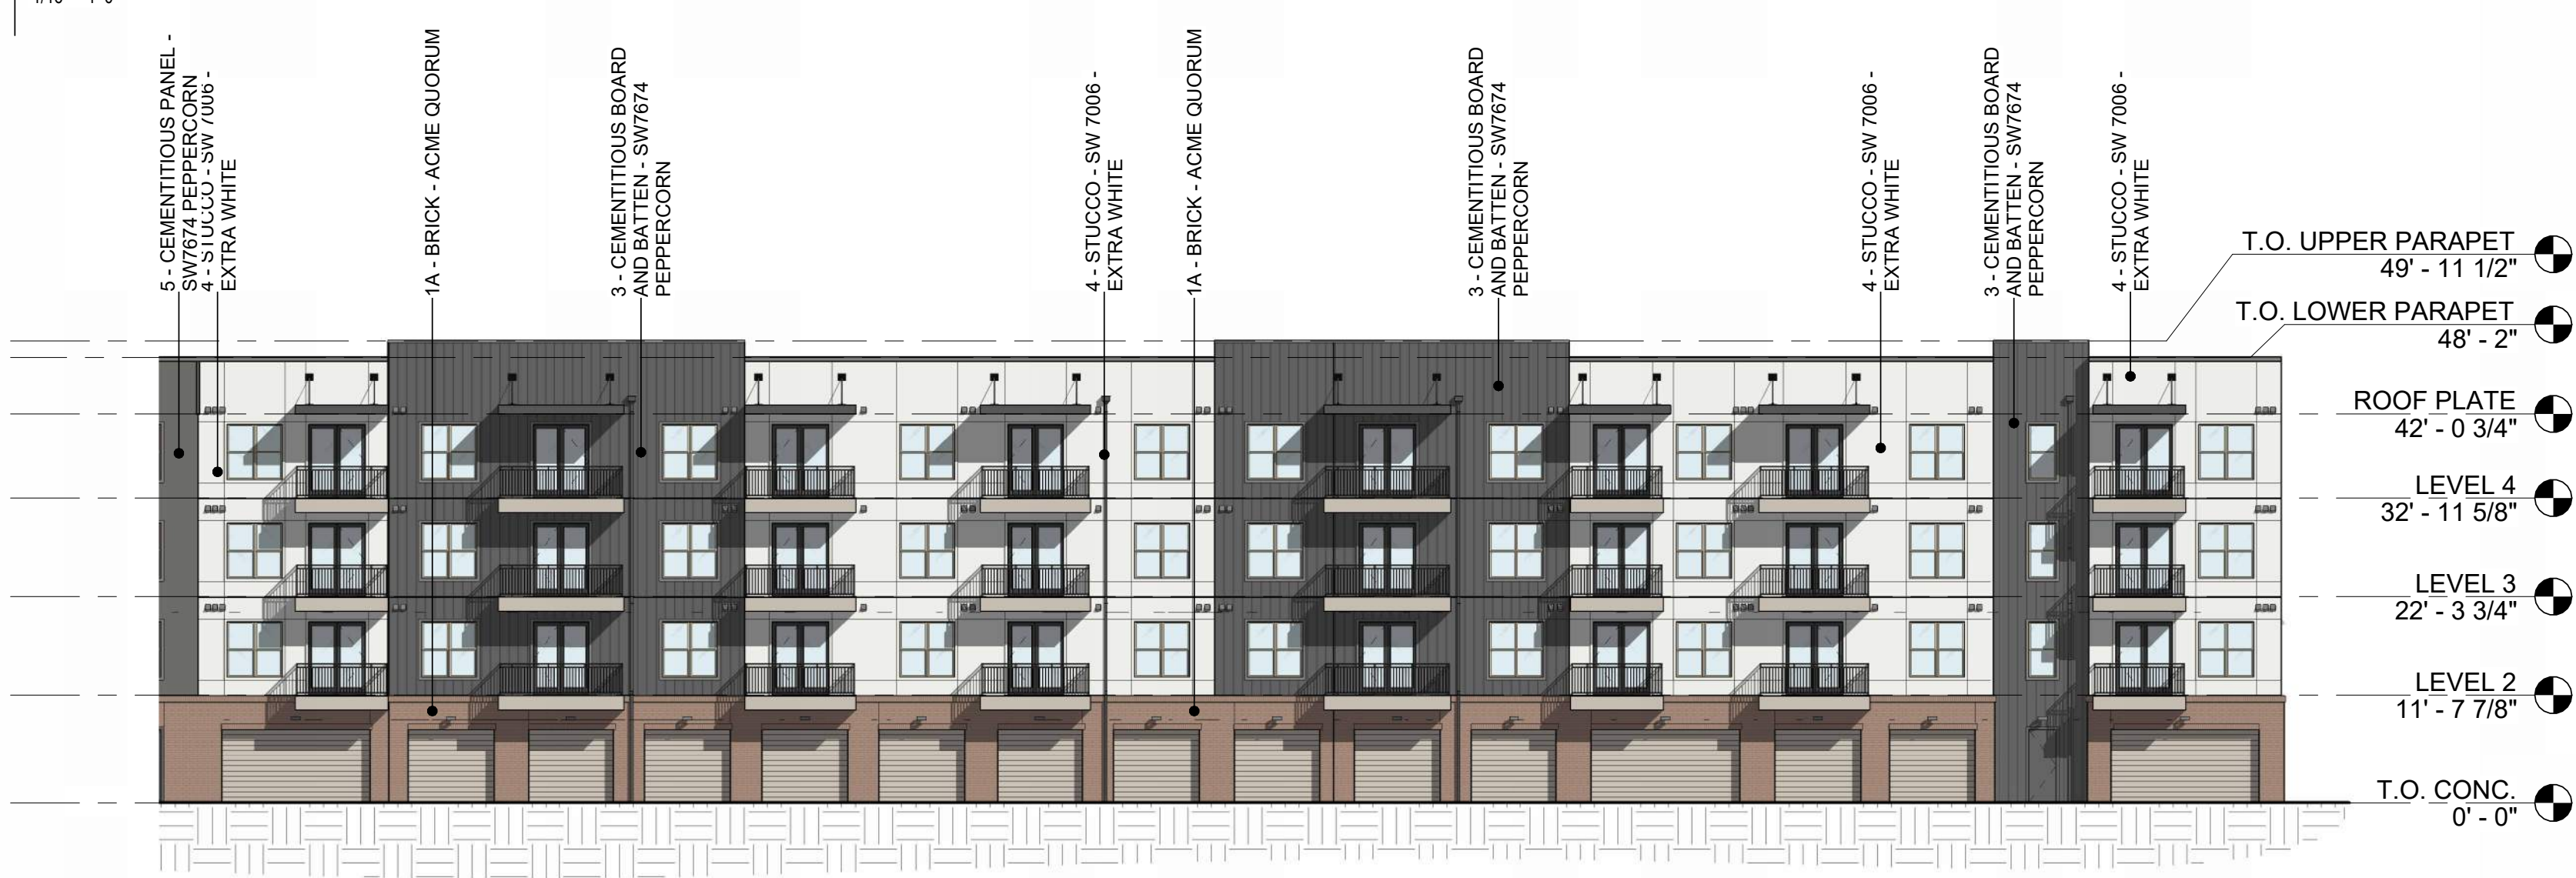 5 - CEMENTITIOUS PANEL -
SW7674 PEPPERCORN
4 - STUCCO - SW 7006 -
EXTRA WHITE
1A - BRICK - ACME QUORUM
3 - CEMENTITIOUS BOARD
AND BATTEN - SW7674
PEPPERCORN
4 - STUCCO - SW 7006 -
EXTRA WHITE
1A - BRICK - ACME QUORUM
3 - CEMENTITIOUS BOARD
AND BATTEN - SW7674
PEPPERCORN
4 - STUCCO - SW 7006 -
EXTRA WHITE
3 - CEMENTITIOUS BOARD
AND BATTEN - SW7674
PEPPERCORN
4 - STUCCO - SW 7006 -
EXTRA WHITE
T.O. UPPER PARAPET
49' - 11 1/2"
T.O. LOWER PARAPET
48' - 2"
ROOF PLATE
42' - 0 3/4"
LEVEL 4
32' - 11 5/8"
LEVEL 3
22' - 3 3/4"
LEVEL 2
11' - 7 7/8"
T.O. CONC.
0' - 0"